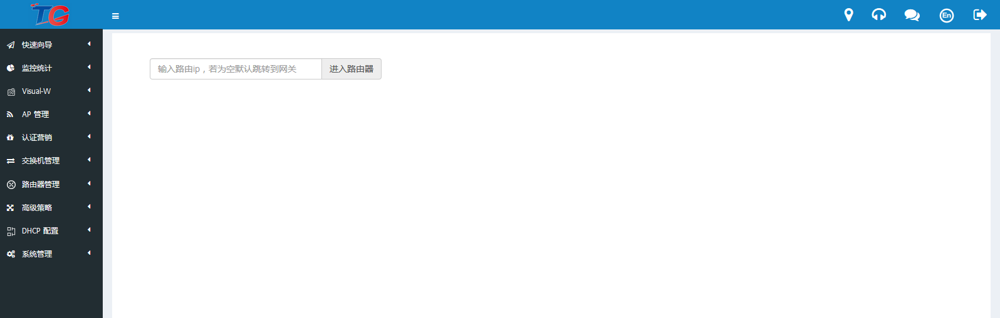 TG
En
快速向导
监控统计
Visual-W
AP 管理
认证营销
交换机管理
路由器管理
高级策略
DHCP 配置
系统管理
输入路由ip，若为空默认跳转到网关 进入路由器